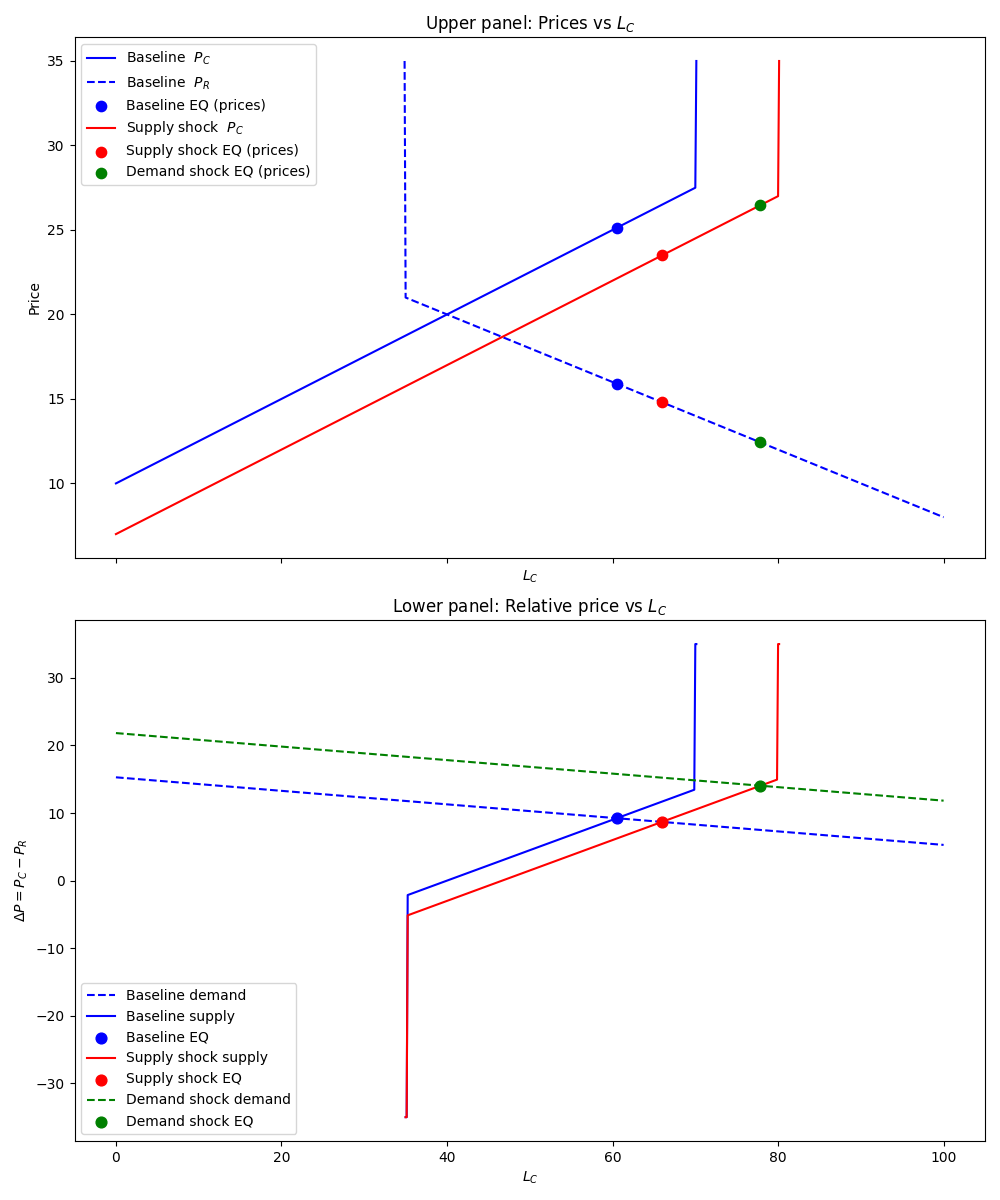 Upper panel: Prices vs L_C
35
30
25
20
15
10
Price
Baseline P_C
Baseline P_R
Baseline EQ (prices)
Supply shock P_C
Supply shock EQ (prices)
Demand shock EQ (prices)
L_C
Lower panel: Relative price vs L_C
30
20
10
0
−10
−20
−30
ΔP = P_C − P_R
Baseline demand
Baseline supply
Baseline EQ
Supply shock supply
Supply shock EQ
Demand shock demand
Demand shock EQ
0 20 40 60 80 100
L_C